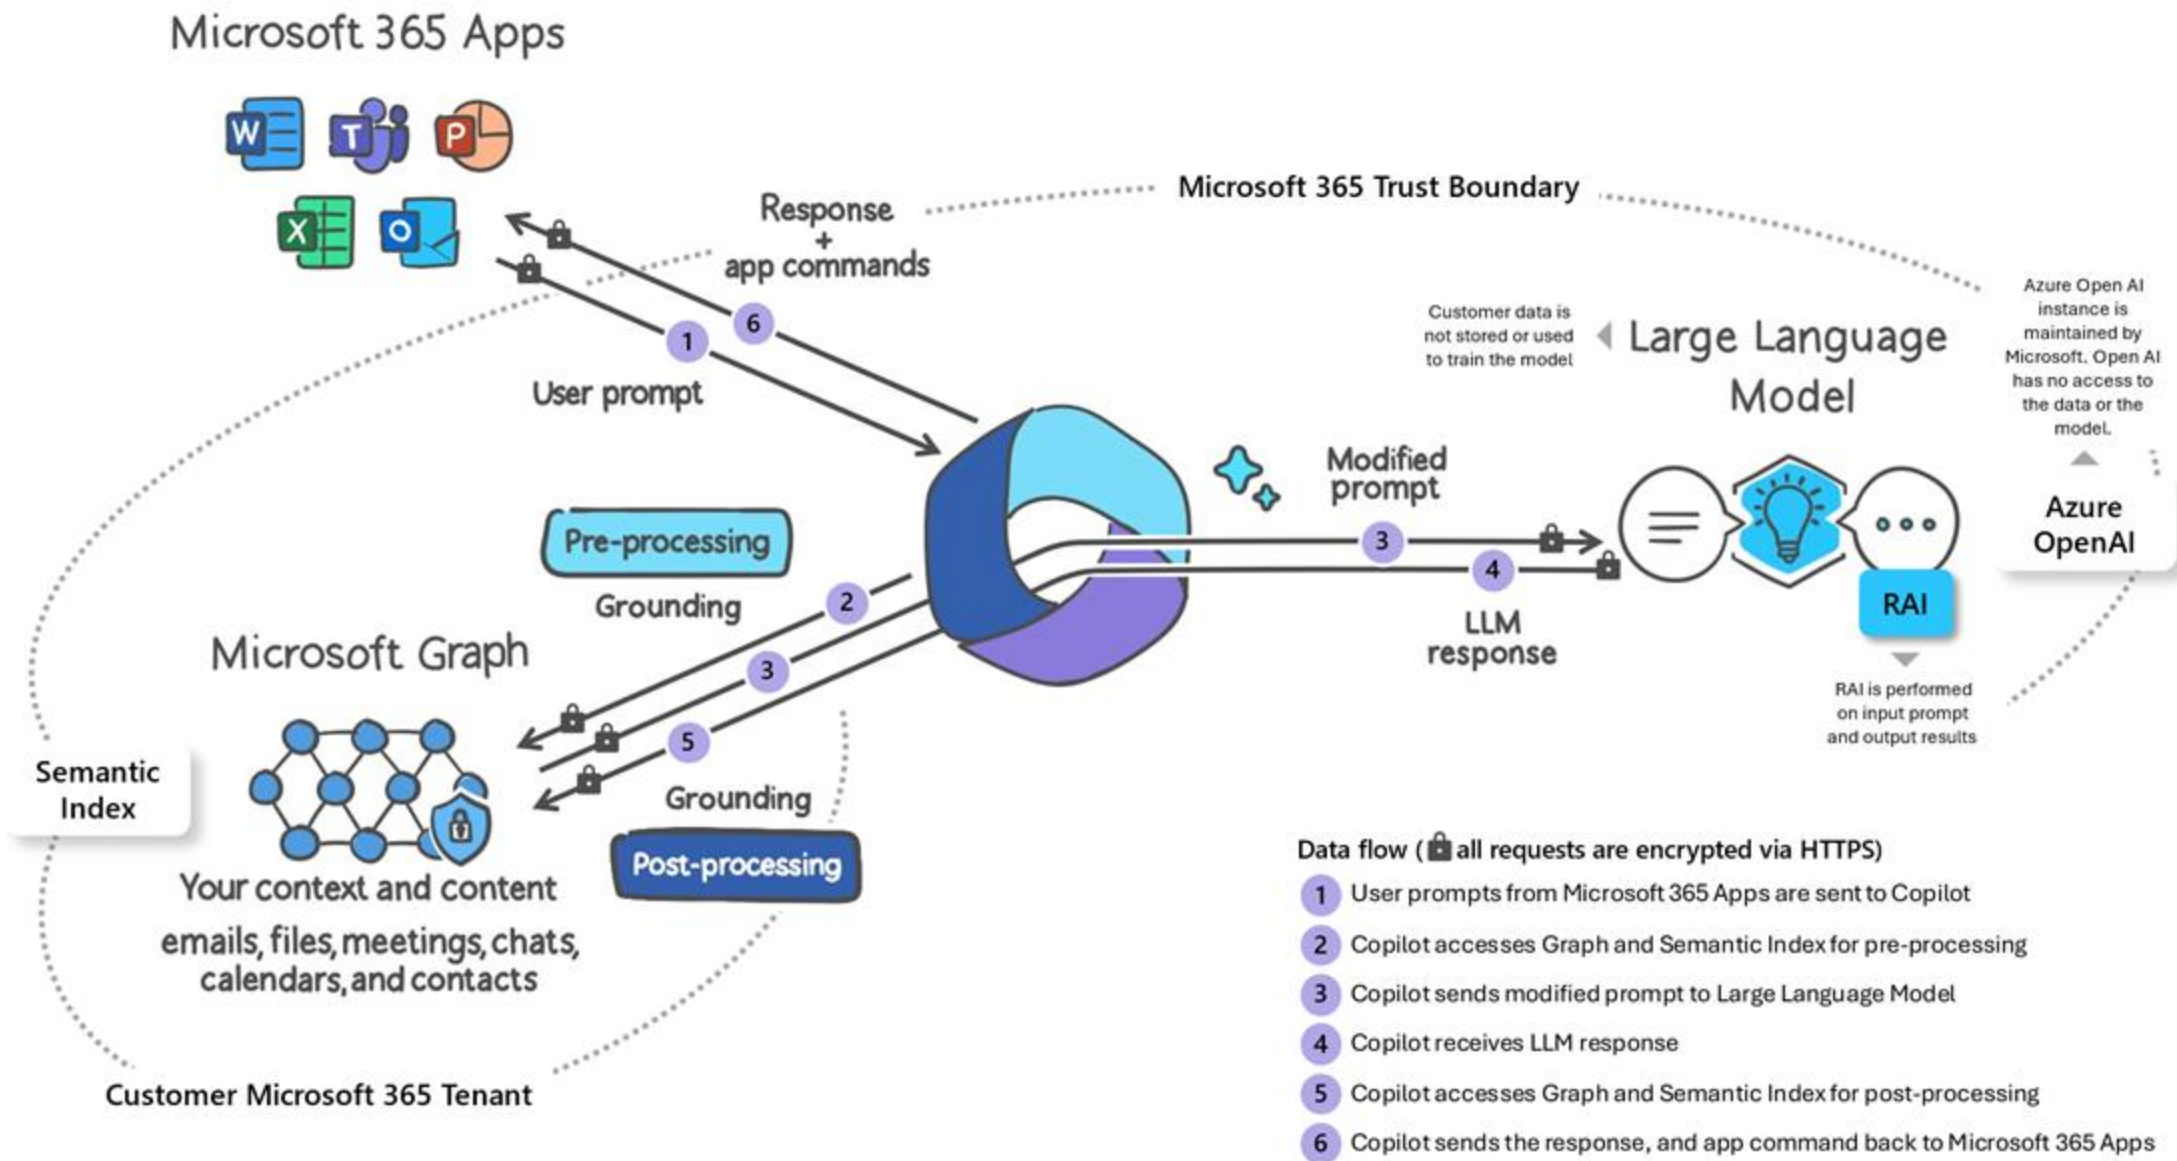 Microsoft 365 Apps
W
T
P
X
O
Response
+
app commands
Microsoft 365 Trust Boundary
6
1
User prompt
Customer data is
not stored or used
to train the model
Large Language
Model
Azure Open AI
instance is
maintained by
Microsoft. Open AI
has no access to
the data or the
model.
Azure
OpenAI
Modified
prompt
3
4
LLM
response
RAI
RAI is performed
on input prompt
and output results
Pre-processing
Grounding
2
3
5
Microsoft Graph
Semantic
Index
Grounding
Post-processing
Your context and content
emails, files, meetings, chats,
calendars, and contacts
Customer Microsoft 365 Tenant
Data flow ( all requests are encrypted via HTTPS)
1 User prompts from Microsoft 365 Apps are sent to Copilot
2 Copilot accesses Graph and Semantic Index for pre-processing
3 Copilot sends modified prompt to Large Language Model
4 Copilot receives LLM response
5 Copilot accesses Graph and Semantic Index for post-processing
6 Copilot sends the response, and app command back to Microsoft 365 Apps